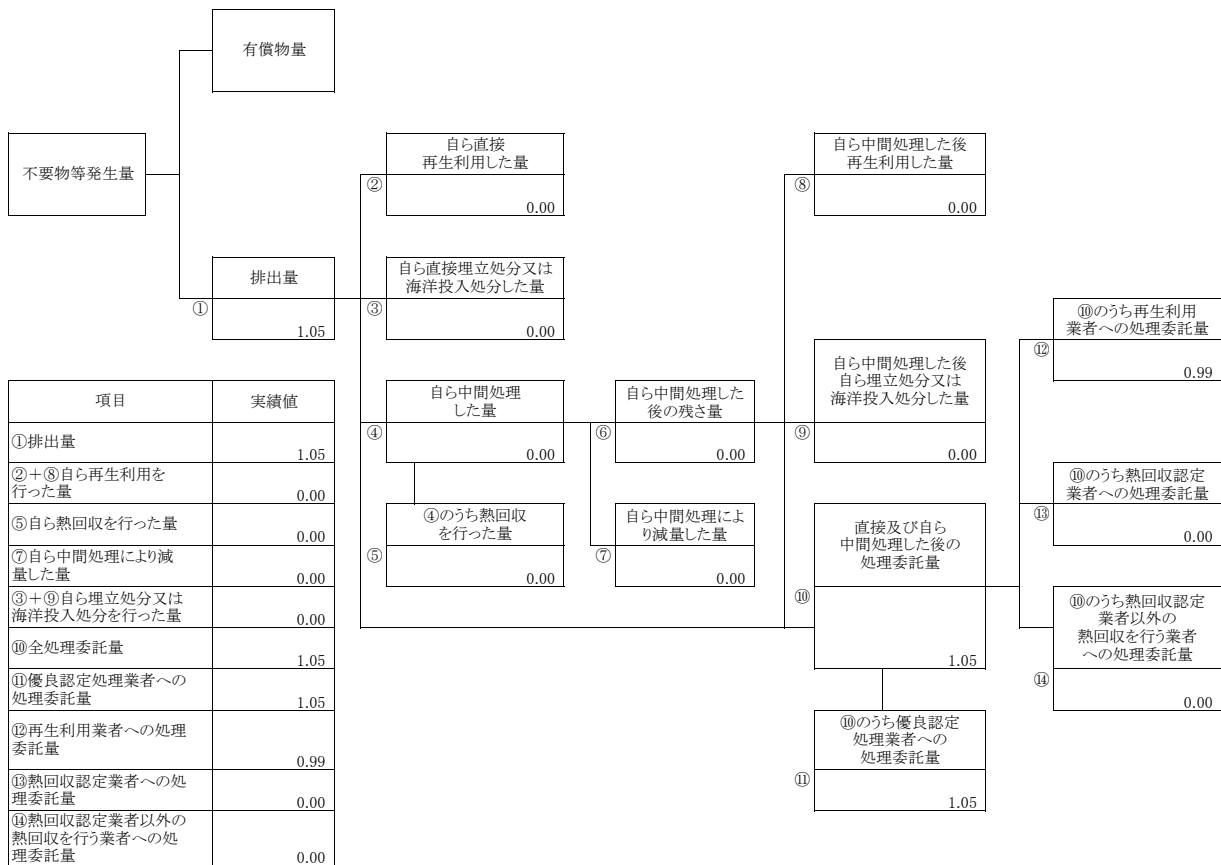 有償物量
不要物等発生量
自ら直接
再生利用した量
②
0.00
自ら中間処理した後
再生利用した量
⑧
0.00
排出量
①
1.05
自ら直接埋立処分又は
海洋投入処分した量
③
0.00
⑩のうち再生利用
業者への処理委託量
⑫
0.99
自ら中間処理
した量
④
0.00
自ら中間処理した
後の残さ量
⑥
0.00
自ら中間処理した後
自ら埋立処分又は
海洋投入処分した量
⑨
0.00
⑩のうち熱回収認定
業者への処理委託量
⑬
0.00
④のうち熱回収
を行った量
⑤
0.00
自ら中間処理によ
り減量した量
⑦
0.00
直接及び自ら
中間処理した後の
処理委託量
⑩
1.05
⑩のうち熱回収認定
業者以外の
熱回収を行う業者
への処理委託量
⑭
0.00
⑩のうち優良認定
処理業者への
処理委託量
⑪
1.05
項目 実績値
①排出量
1.05
②+⑧自ら再生利用を
行った量 0.00
⑤自ら熱回収を行った量
0.00
⑦自ら中間処理により減
量した量 0.00
③+⑨自ら埋立処分又は
海洋投入処分を行った量 0.00
⑩全処理委託量
1.05
⑪優良認定処理業者への
処理委託量 1.05
⑫再生利用業者への処理
委託量
0.99
⑬熱回収認定業者への処
理委託量 0.00
⑭熱回収認定業者以外の
熱回収を行う業者への処
理委託量 0.00